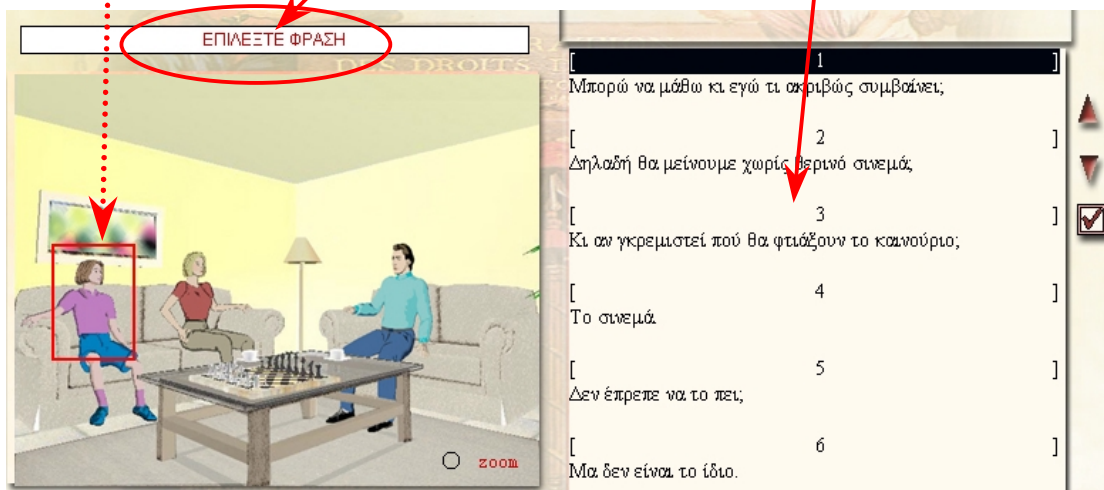 ΕΠΙΛΕΞΤΕ ΦΡΑΣΗ
DES DROITS
zoom
[ 1 ]
Μπορώ να μάθω κι εγώ τι ακριβώς συμβαίνει;
[ 2 ]
Δηλαδή θα μείνουμε χωρίς θερινό σινεμά;
[ 3 ]
Κι αν γκρεμιστεί πού θα φτιάξουν το καινούριο;
[ 4 ]
Το σινεμά.
[ 5 ]
Δεν έπρεπε να το πει;
[ 6 ]
Μα δεν είναι το ίδιο.